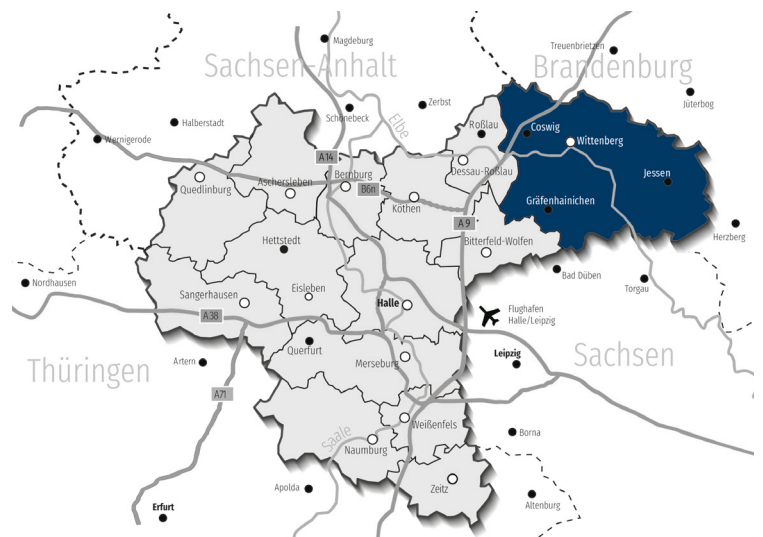 Magdeburg
Treuenbrietzen
Sachsen-Anhalt
Brandenburg
Jüterbog
Schönebeck
Zerbst
Elbe
Halberstadt
Roßlau
Coswig
Wernigerode
Wittenberg
A14
Bernburg
Dessau-Roßlau
Quedlinburg
Aschersleben
B6n
Jessen
Köthen
Gräfenhainichen
A 9
Herzberg
Hettstedt
Bitterfeld-Wolfen
Bad Düben
Torgau
Nordhausen
Sangerhausen
Eisleben
Halle
Flughafen
Halle/Leipzig
A 38
Querfurt
Merseburg
Leipzig
Sachsen
Thüringen
Artern
A71
Weißenfels
Saale
Borna
Naumburg
Apolda
Zeitz
Altenburg
Erfurt